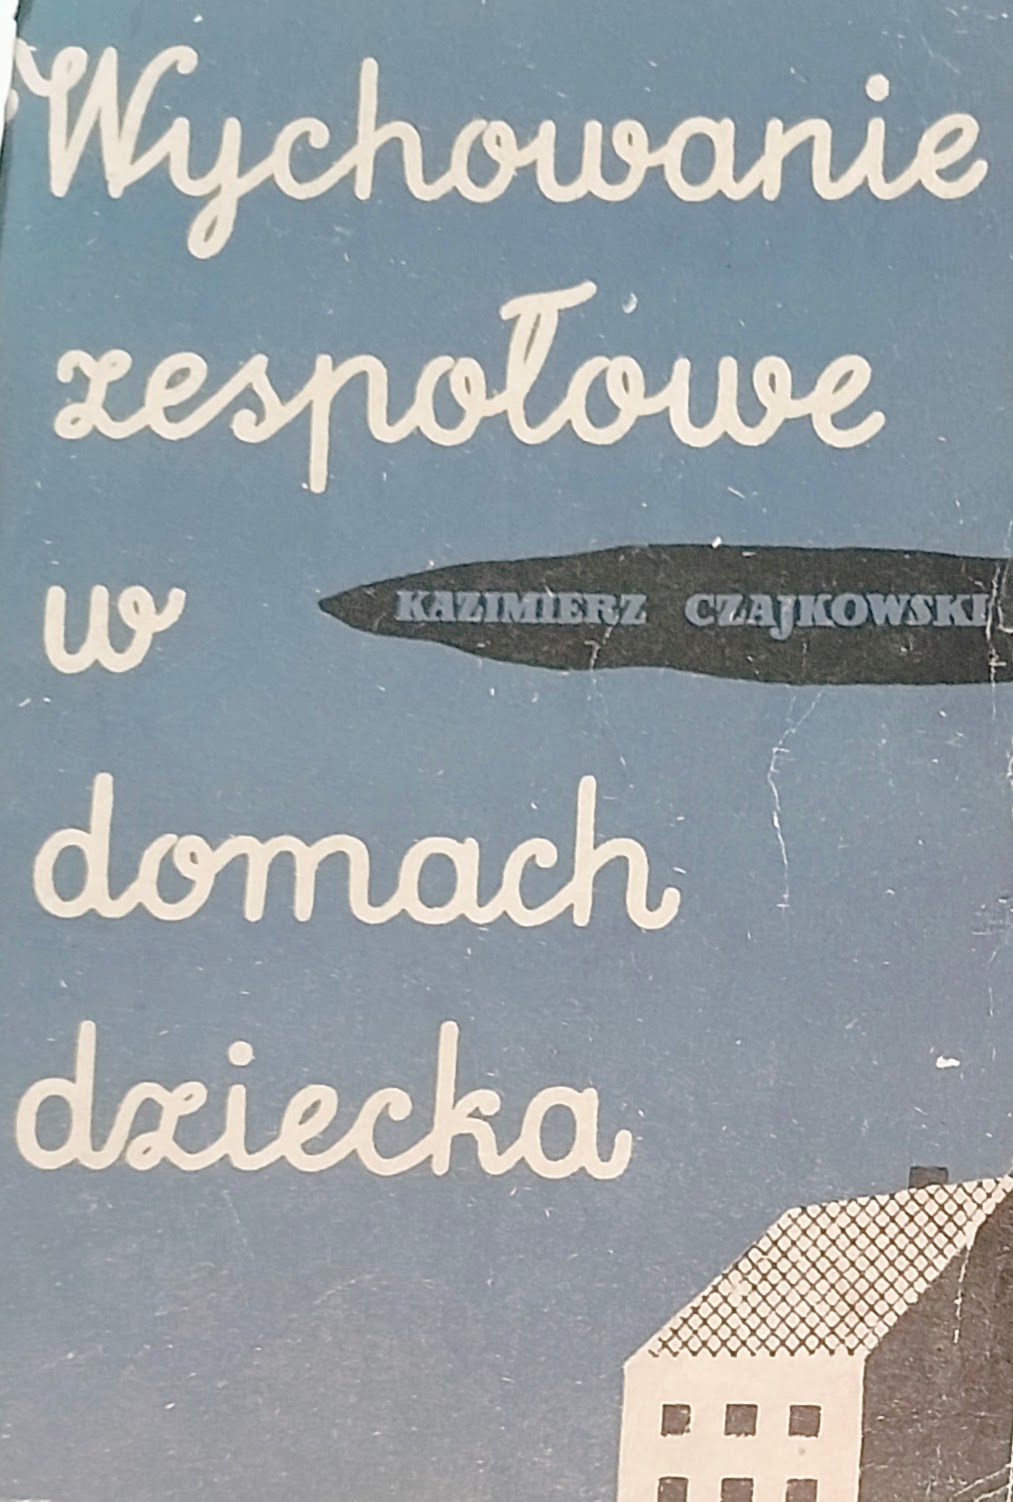 Wychowanie
zespołowe
w
KAZIMIERZ CZAJKOWSKI
domach
dziecka